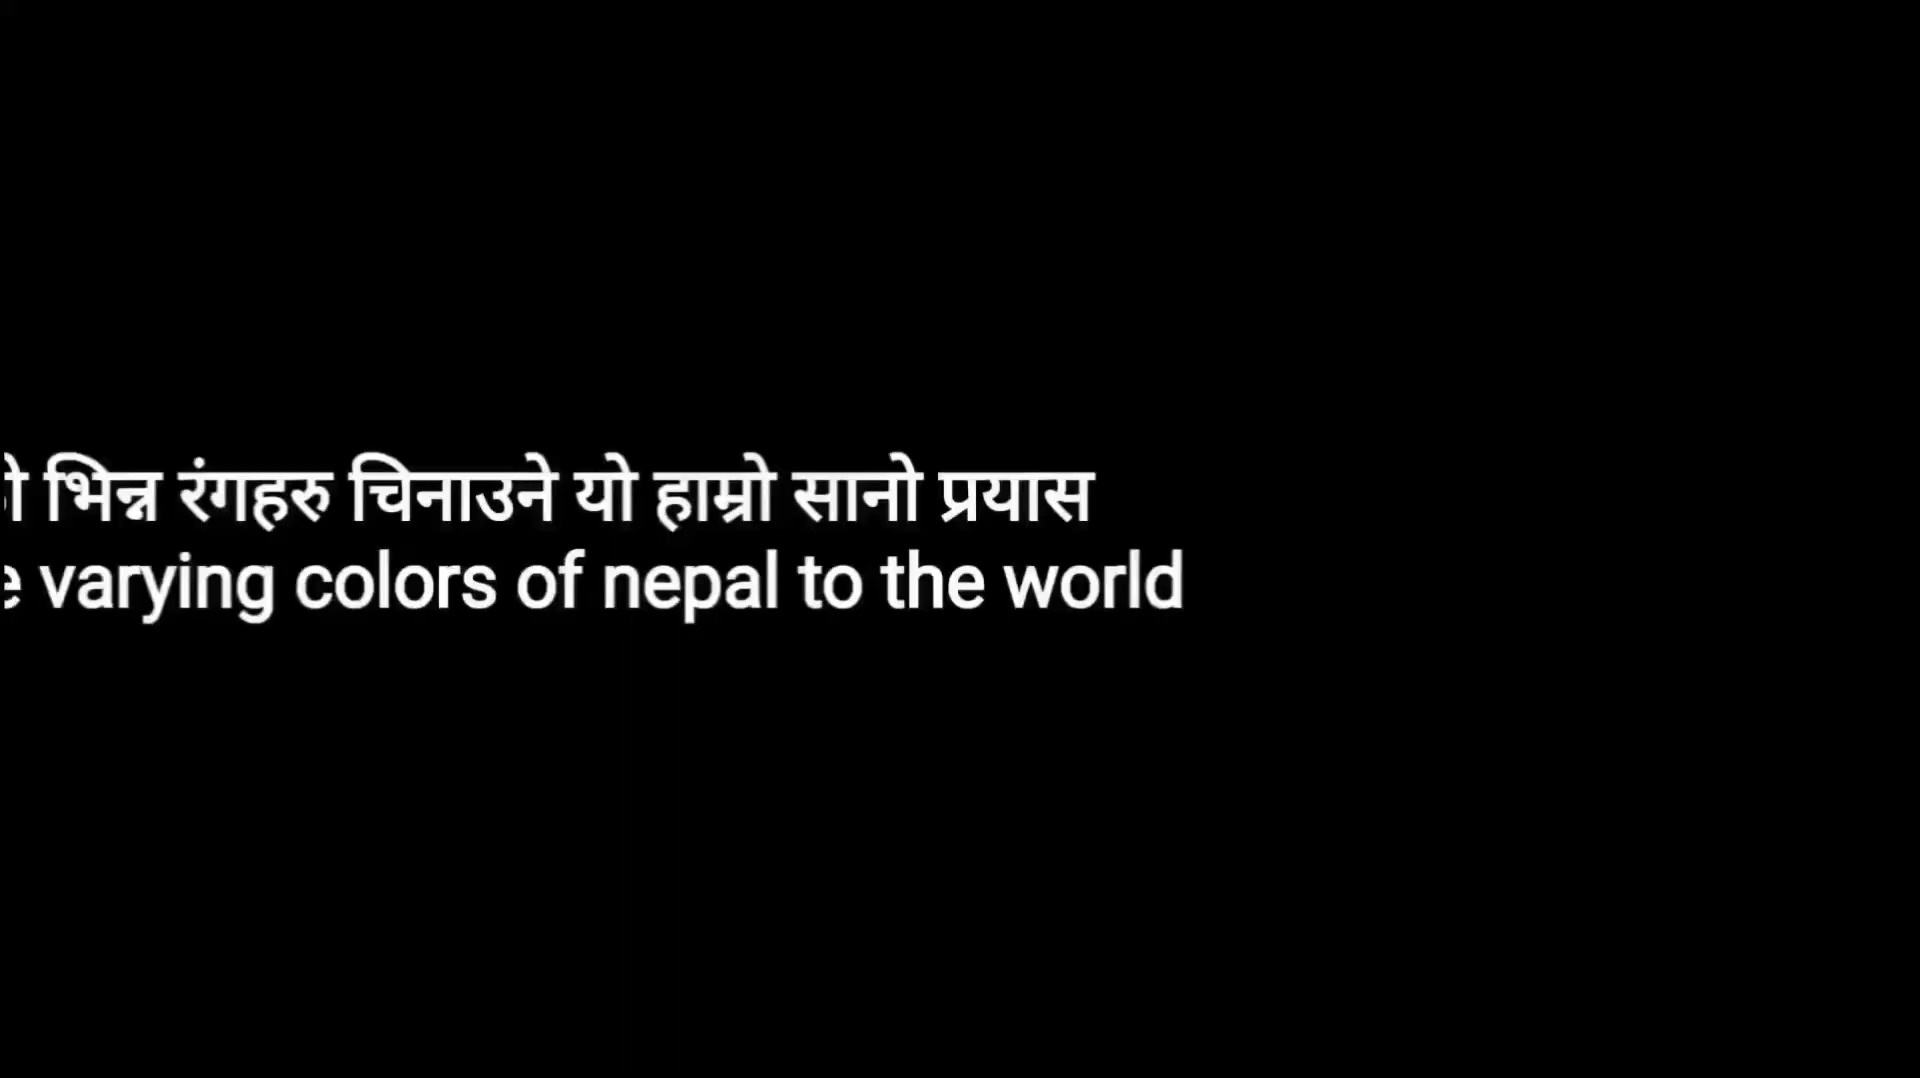 भिन्न रंगहरु चिनाउने यो हाम्रो सानो प्रयास
varying colors of nepal to the world